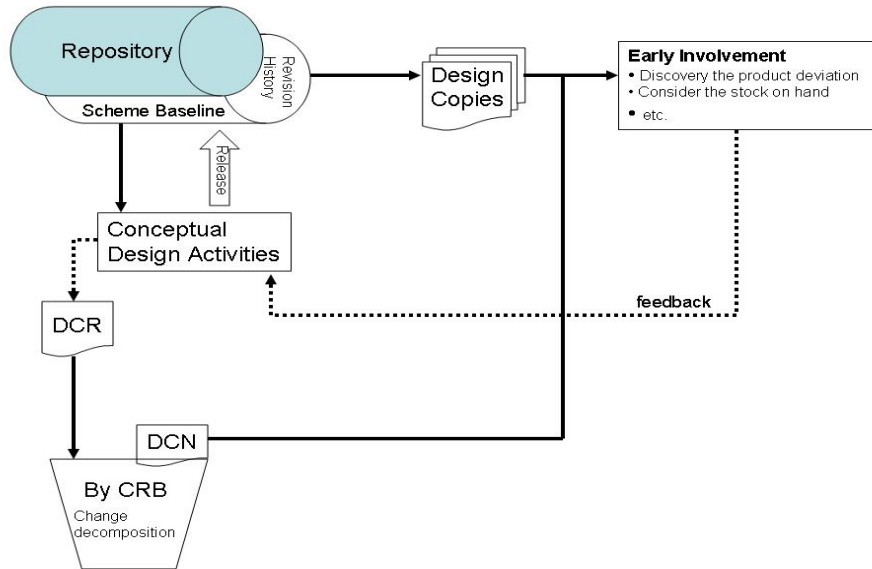 Repository
Revision
History
Scheme Baseline
Release
Design
Copies
Early Involvement
• Discovery the product deviation
• Consider the stock on hand
• etc.
Conceptual
Design Activities
feedback
DCR
DCN
By CRB
Change
decomposition